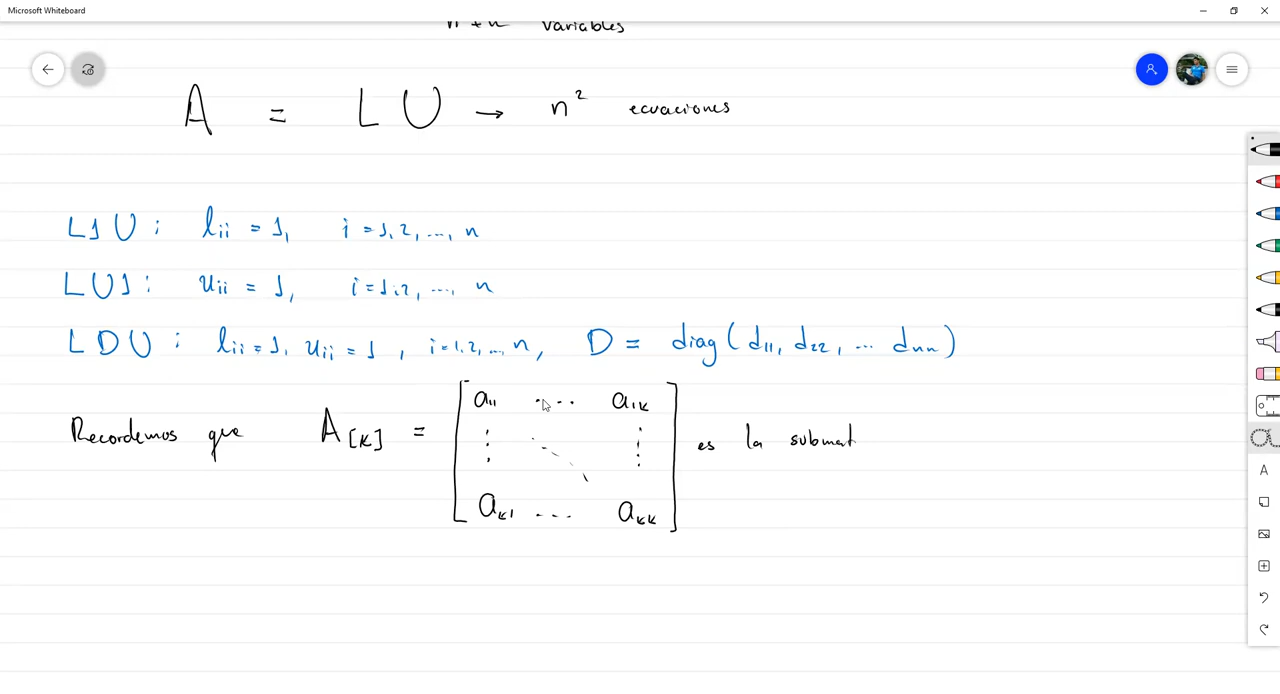 Microsoft Whiteboard
n + n variables
A = L U → n² ecuaciones
L1U: lᵢᵢ = 1, i = 1, 2, ..., n
LU1: uᵢᵢ = 1, i = 1, 2, ..., n
LDU: lᵢᵢ = 1, uᵢᵢ = 1, i = 1, 2, ... n, D = diag(d₁₁, d₂₂, ... dₙₙ)
a₁₁ ... a₁ₖ
Recordemos que A[k] = ⋮ ⋱ ⋮ es la submat
aₖ₁ ... aₖₖ
A